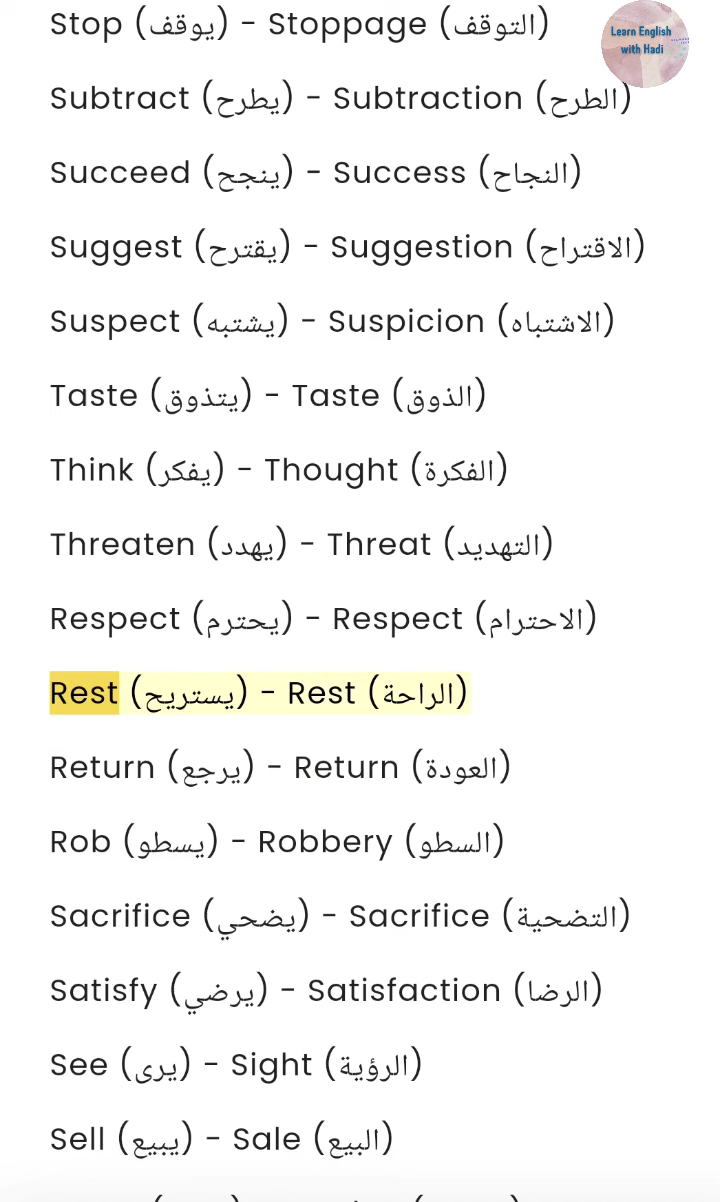 Stop (يوقف) - Stoppage (التوقف)
Learn English
with Hadi
Subtract (يطرح) - Subtraction (الطرح)
Succeed (ينجح) - Success (النجاح)
Suggest (يقترح) - Suggestion (الاقتراح)
Suspect (يشتبه) - Suspicion (الاشتباه)
Taste (يتذوق) - Taste (الذوق)
Think (يفكر) - Thought (الفكرة)
Threaten (يهدد) - Threat (التهديد)
Respect (يحترم) - Respect (الاحترام)
Rest (يستريح) - Rest (الراحة)
Return (يرجع) - Return (العودة)
Rob (يسطو) - Robbery (السطو)
Sacrifice (يضحي) - Sacrifice (التضحية)
Satisfy (يرضي) - Satisfaction (الرضا)
See (يرى) - Sight (الرؤية)
Sell (يبيع) - Sale (البيع)